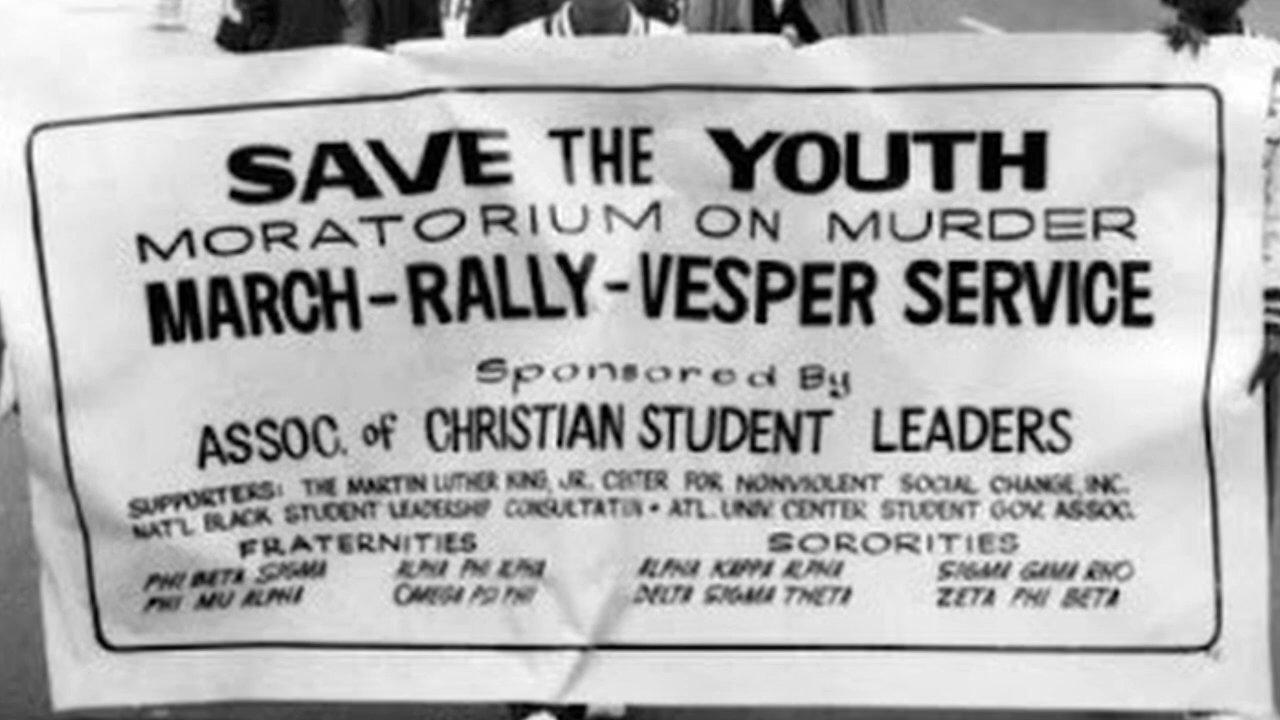 SAVE THE YOUTH
MORATORIUM ON MURDER
MARCH-RALLY-VESPER SERVICE
Sponsored By
ASSOC. of CHRISTIAN STUDENT LEADERS
SUPPORTERS: THE MARTIN LUTHER KING, JR. CENTER FOR NONVIOLENT SOCIAL CHANGE, INC.
NAT'L BLACK STUDENT LEADERSHIP • ATL. UNIV. CENTER STUDENT GOV. ASSOC.
FRATERNITIES SORORITIES
PHI BETA SIGMA ALPHA PHI ALPHA ALPHA KAPPA ALPHA SIGMA GAMA RHO
PHI MU ALPHA OMEGA PSI PHI DELTA SIGMA THETA ZETA PHI BETA